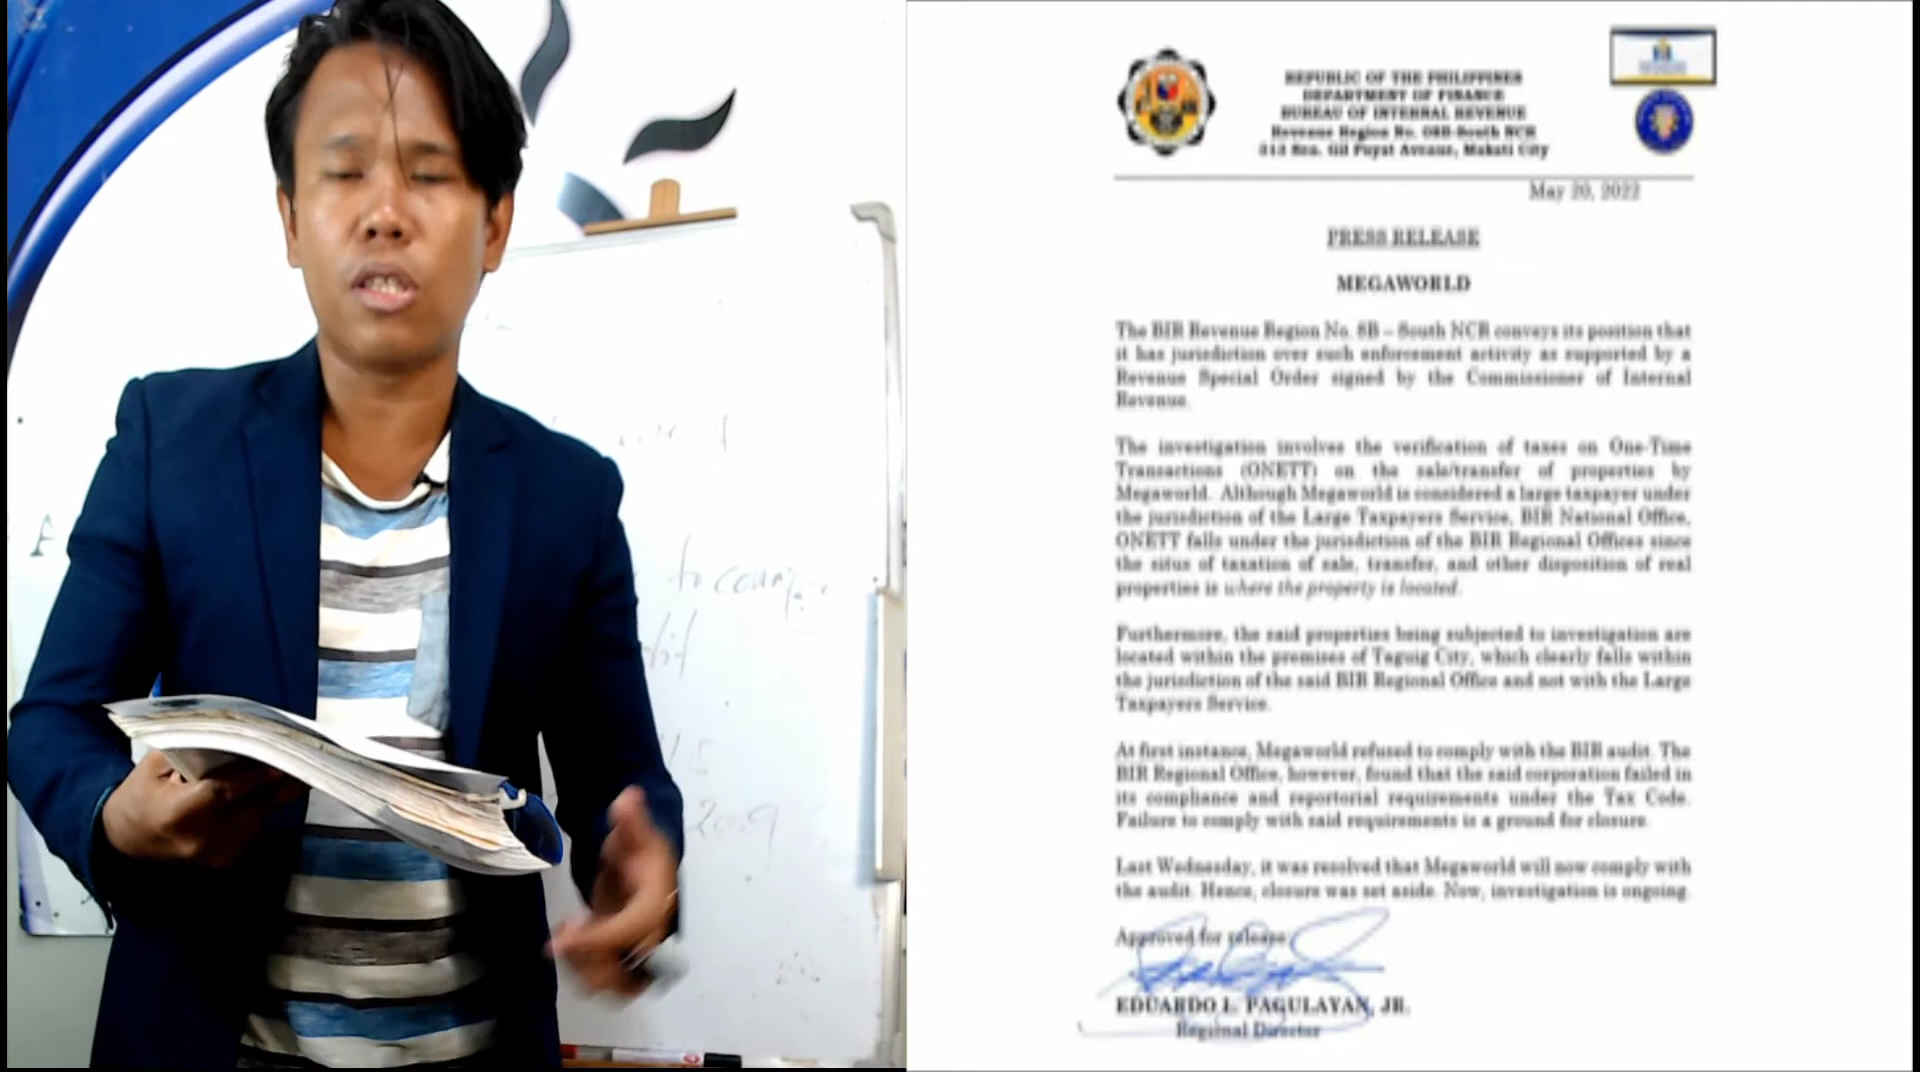 to comp
REPUBLIC OF THE PHILIPPINES
DEPARTMENT OF FINANCE
BUREAU OF INTERNAL REVENUE
Revenue Region No. 08B-South NCR
313 Sen. Gil Puyat Avenue, Makati City
May 20, 2022
PRESS RELEASE
MEGAWORLD
The BIR Revenue Region No. 8B – South NCR conveys its position that
it has jurisdiction over such enforcement activity as supported by a
Revenue Special Order signed by the Commissioner of Internal
Revenue.
The investigation involves the verification of taxes on One-Time
Transactions (ONETT) on the sale/transfer of properties by
Megaworld. Although Megaworld is considered a large taxpayer under
the jurisdiction of the Large Taxpayers Service, BIR National Office,
ONETT falls under the jurisdiction of the BIR Regional Offices since
the situs of taxation of sale, transfer, and other disposition of real
properties is where the property is located.
Furthermore, the said properties being subjected to investigation are
located within the premises of Taguig City, which clearly falls within
the jurisdiction of the said BIR Regional Office and not with the Large
Taxpayers Service.
At first instance, Megaworld refused to comply with the BIR audit. The
BIR Regional Office, however, found that the said corporation failed in
its compliance and reportorial requirements under the Tax Code.
Failure to comply with said requirements is a ground for closure.
Last Wednesday, it was resolved that Megaworld will now comply with
the audit. Hence, closure was set aside. Now, investigation is ongoing.
Approved for release:
EDUARDO L. PAGULAYAN, JR.
Regional Director